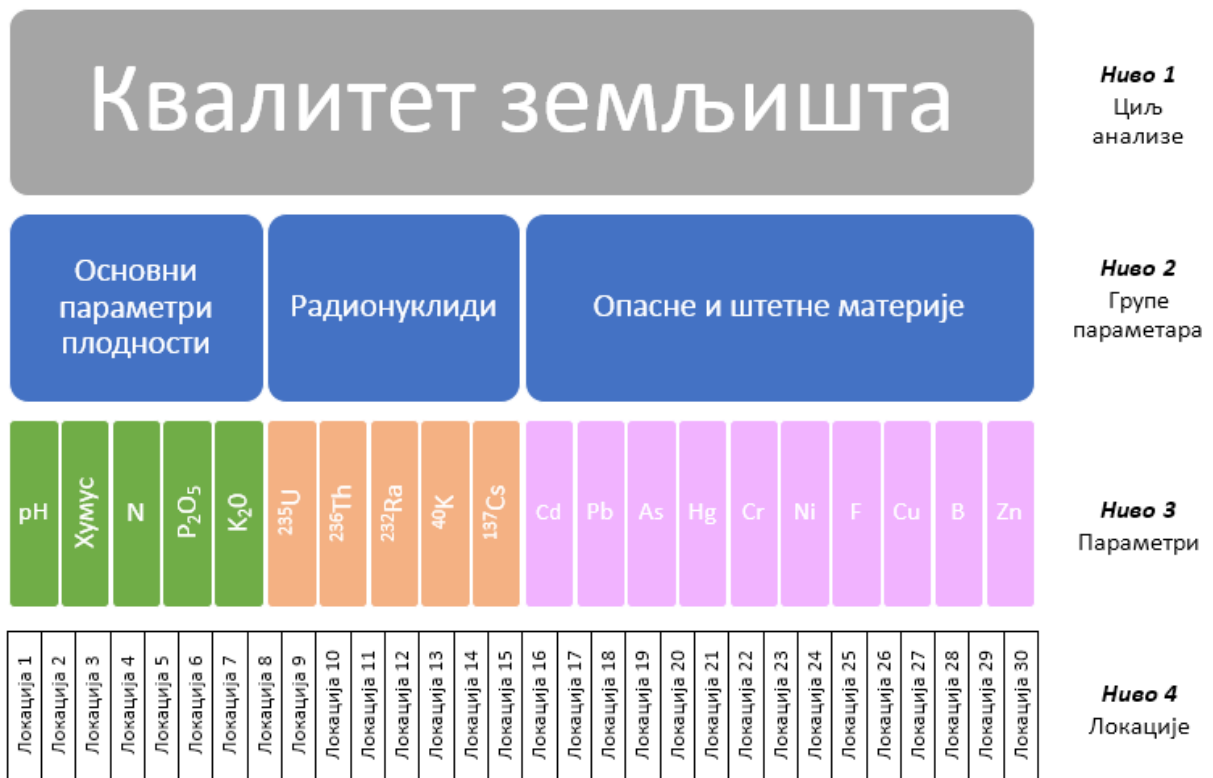 Квалитет земљишта
Ниво 1
Циљ
анализе
Основни
параметри
плодности
Радионуклиди
Опасне и штетне материје
Ниво 2
Групе
параметара
pH
Хумус
N
P₂O₅
K₂O
²³⁵U
²³⁶Th
²³²Ra
⁴⁰K
¹³⁷Cs
Cd
Pb
As
Hg
Cr
Ni
F
Cu
B
Zn
Ниво 3
Параметри
Локација 1
Локација 2
Локација 3
Локација 4
Локација 5
Локација 6
Локација 7
Локација 8
Локација 9
Локација 10
Локација 11
Локација 12
Локација 13
Локација 14
Локација 15
Локација 16
Локација 17
Локација 18
Локација 19
Локација 20
Локација 21
Локација 22
Локација 23
Локација 24
Локација 25
Локација 26
Локација 27
Локација 28
Локација 29
Локација 30
Ниво 4
Локације